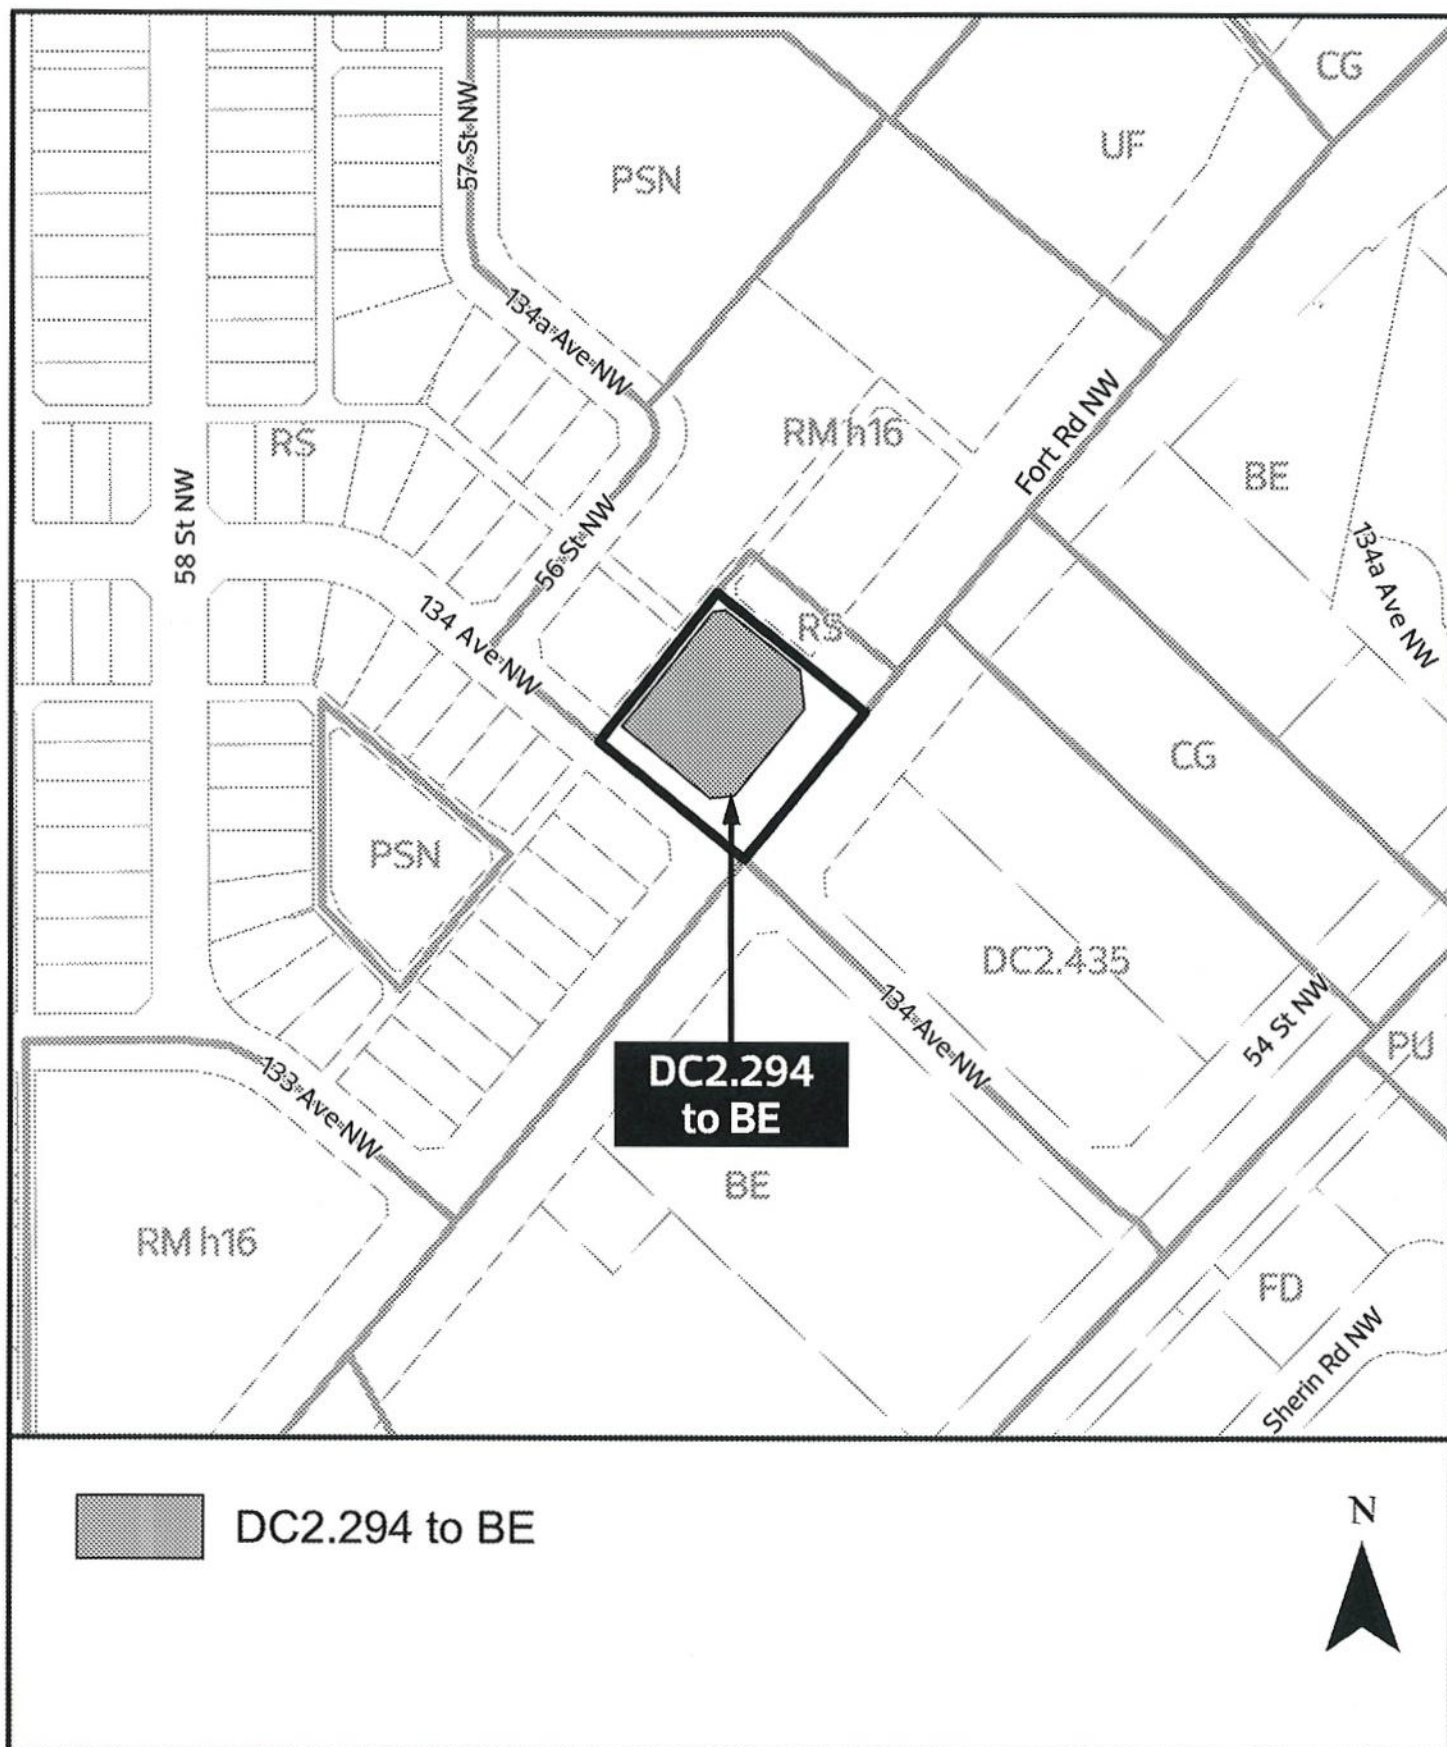 CG
UF
57 St NW
PSN
134a Ave NW
RM h16
Fort Rd NW
RS
BE
58 St NW
56 St NW
134a Ave NW
134 Ave NW
RS
CG
PSN
DC2.435
134 Ave NW
54 St NW
PU
DC2.294
to BE
133 Ave NW
BE
RM h16
FD
Sherin Rd NW
DC2.294 to BE
N